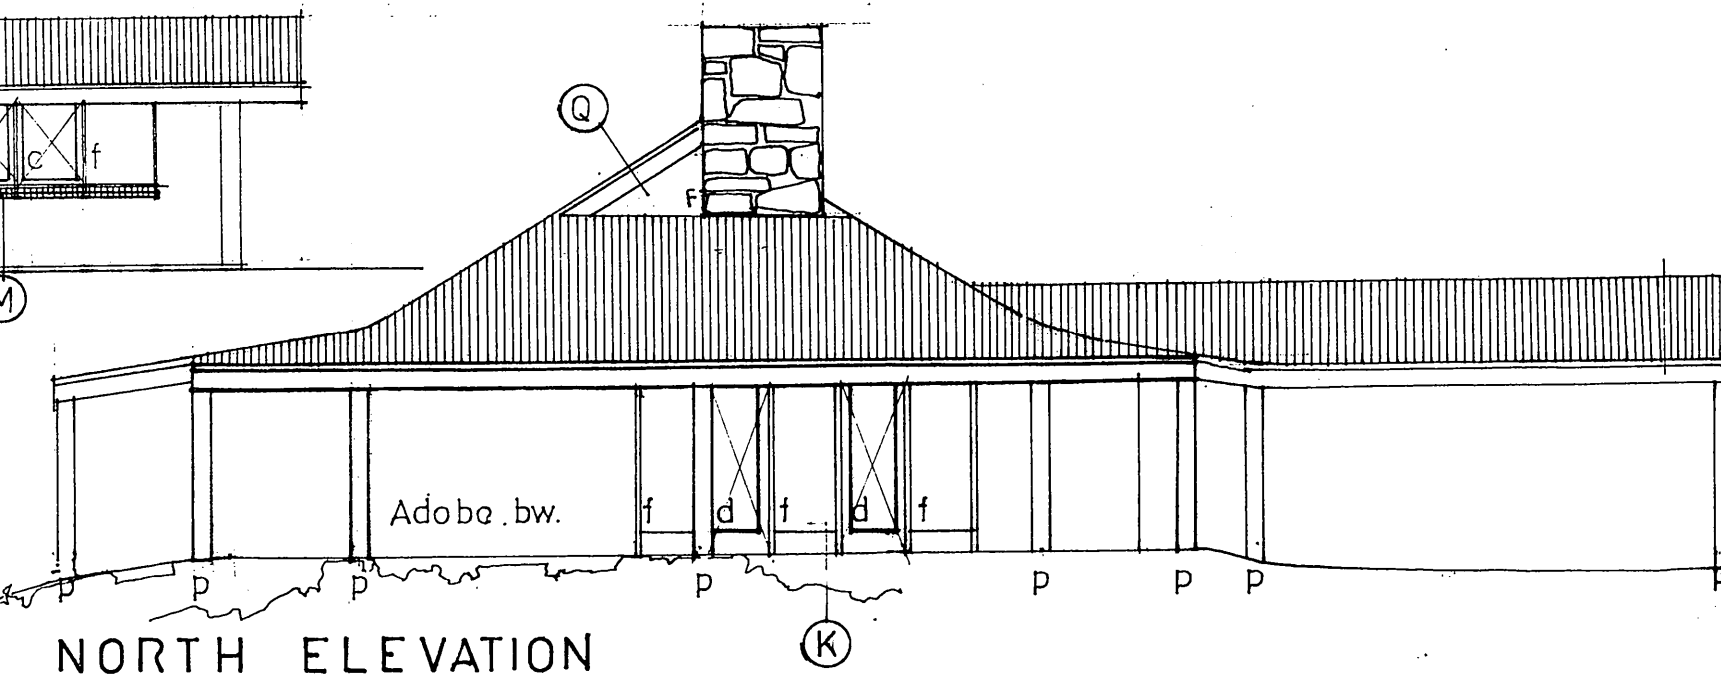 Q
c f
F
M
Adobe. bw. f d f d f
p p p p p p p p
NORTH ELEVATION
K